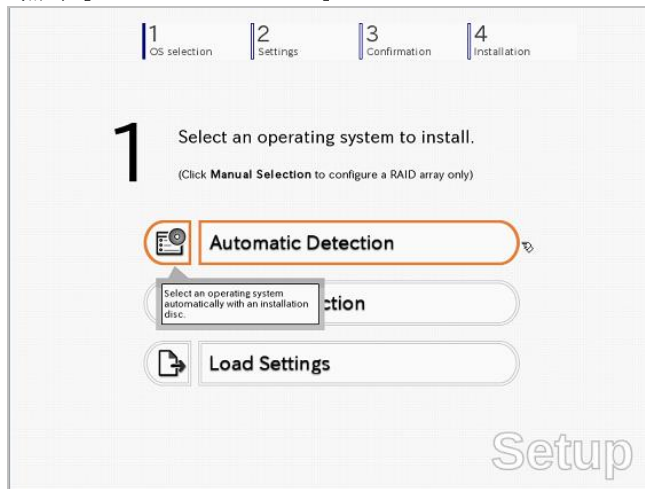 1
OS selection
2
Settings
3
Confirmation
4
Installation
1
Select an operating system to install.
(Click Manual Selection to configure a RAID array only)
Automatic Detection
Select an operating system
automatically with an installation
disc.
Load Settings
Setup